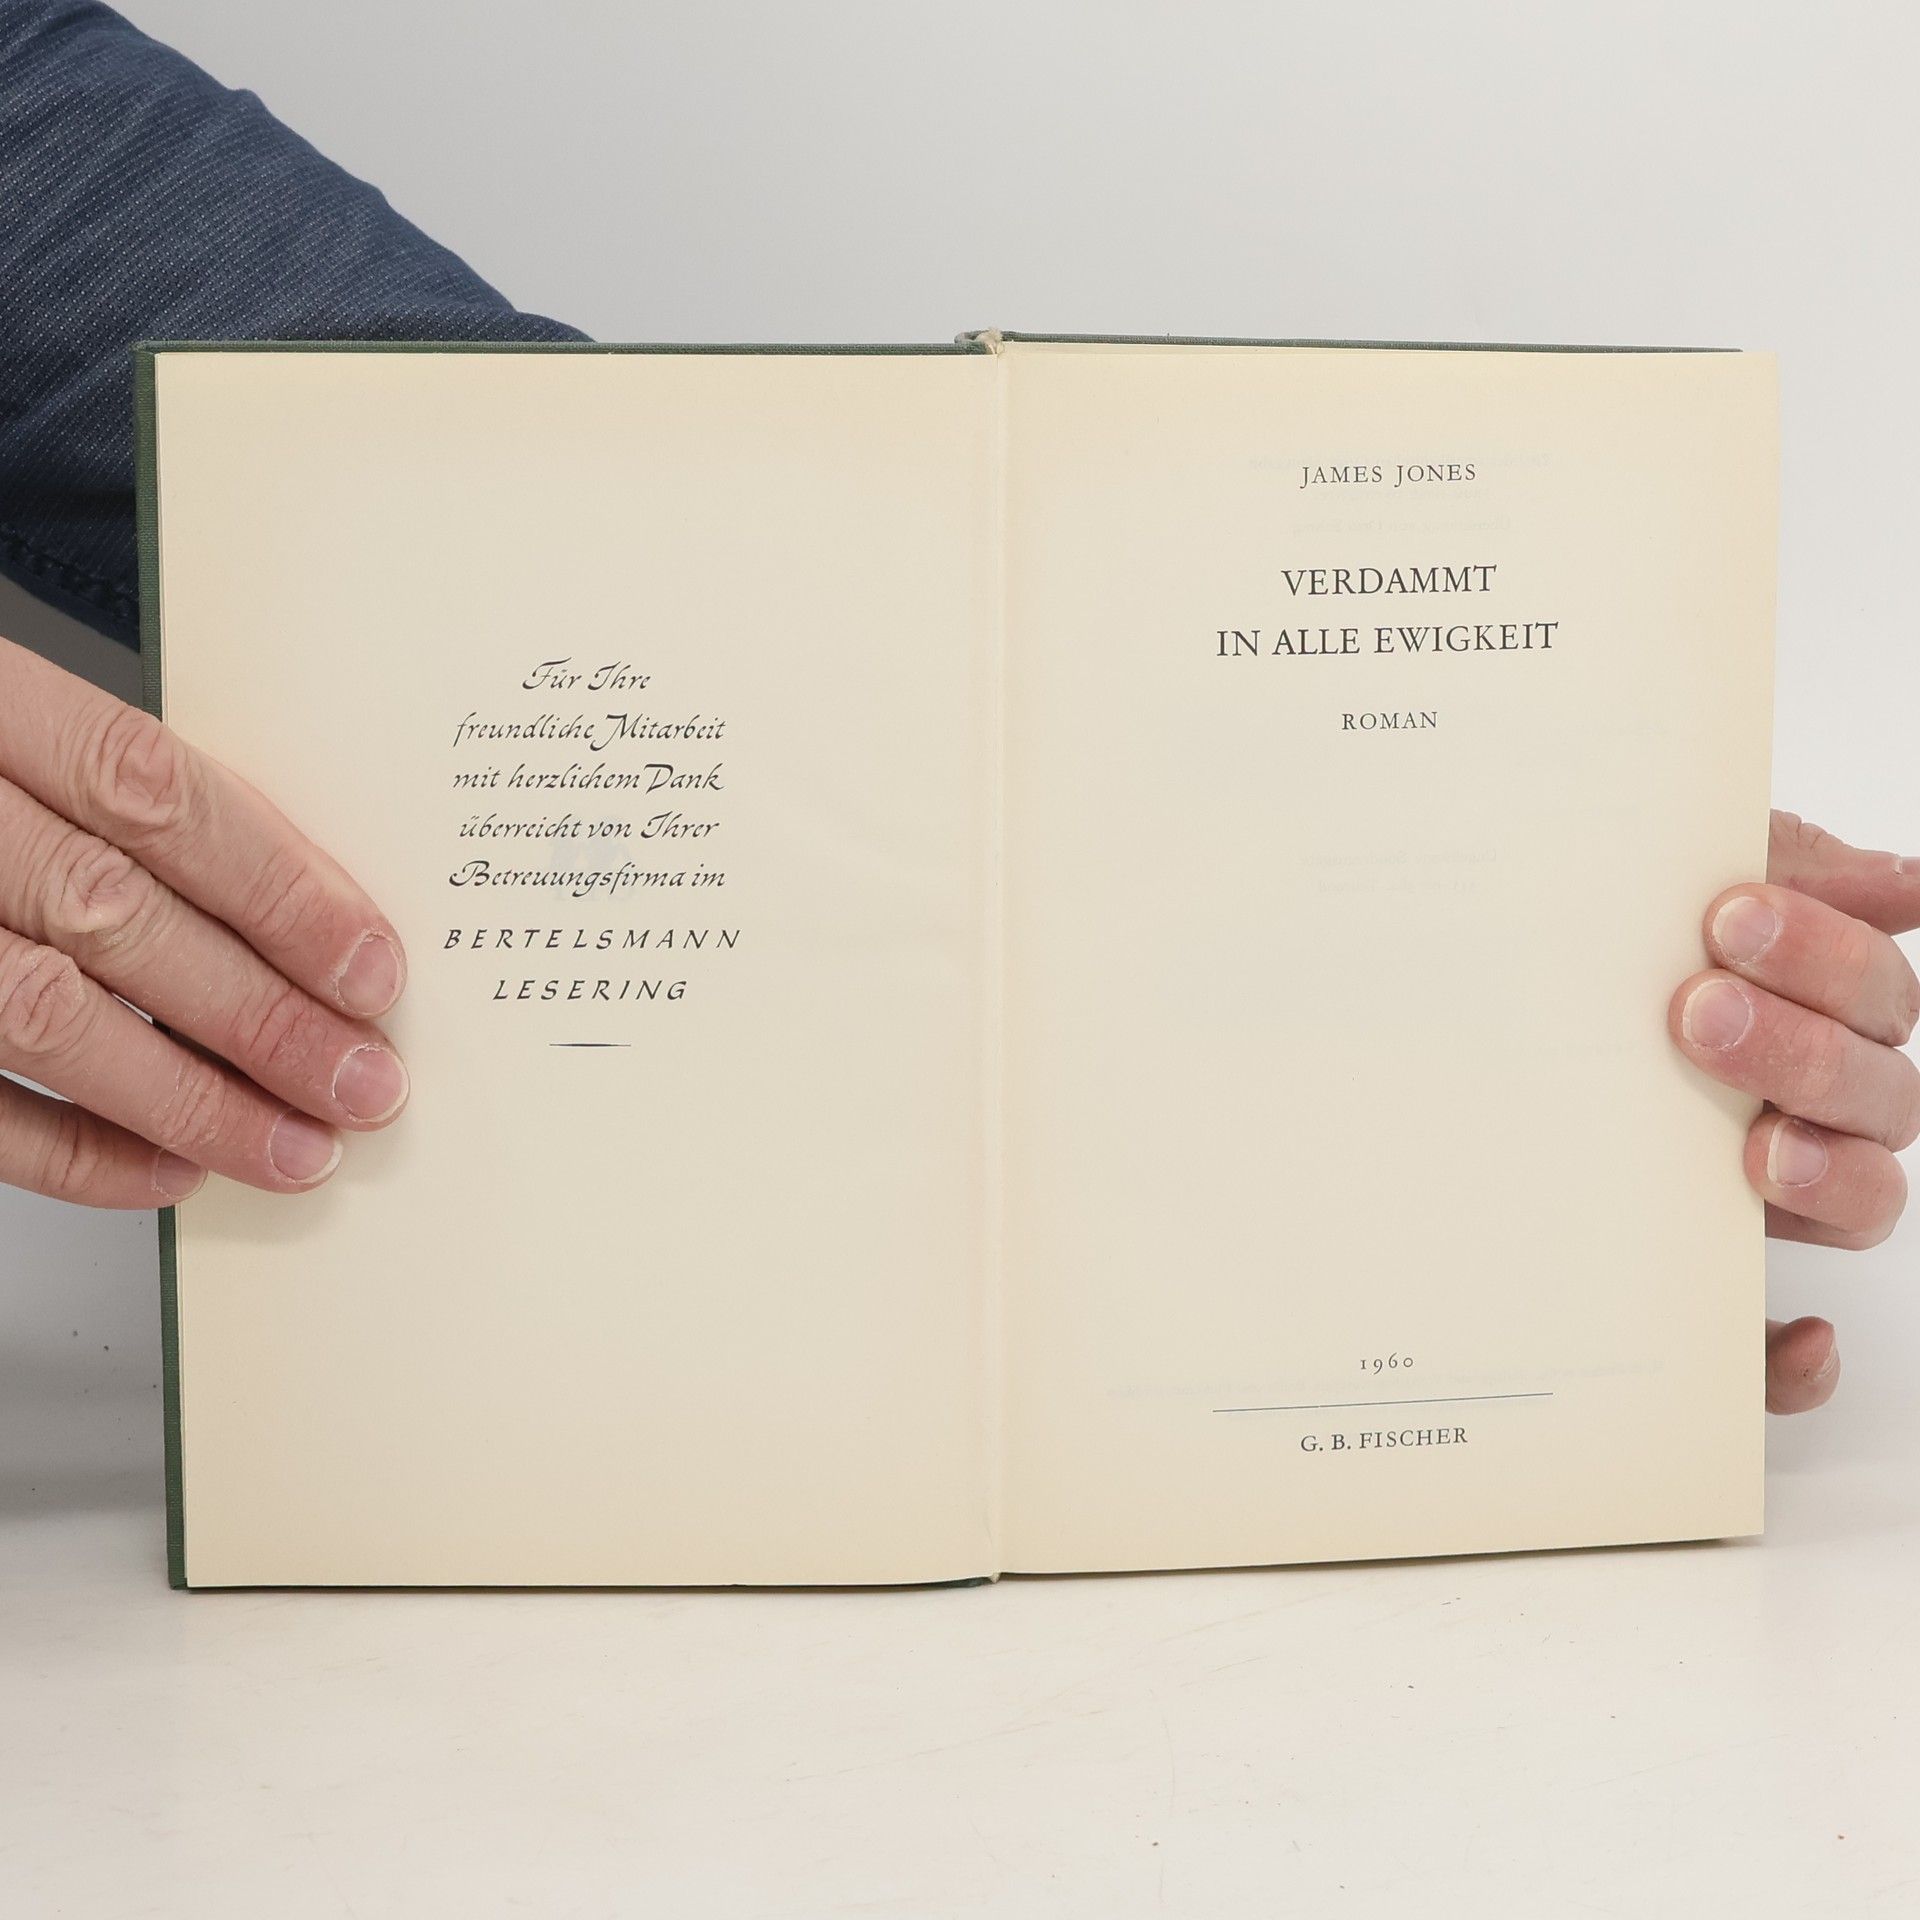 Für Ihre
freundliche Mitarbeit
mit herzlichem Dank
überreicht von Ihrer
Betreuungsfirma im
BERTELSMANN
LESERING
JAMES JONES
VERDAMMT
IN ALLE EWIGKEIT
ROMAN
1960
G. B. FISCHER